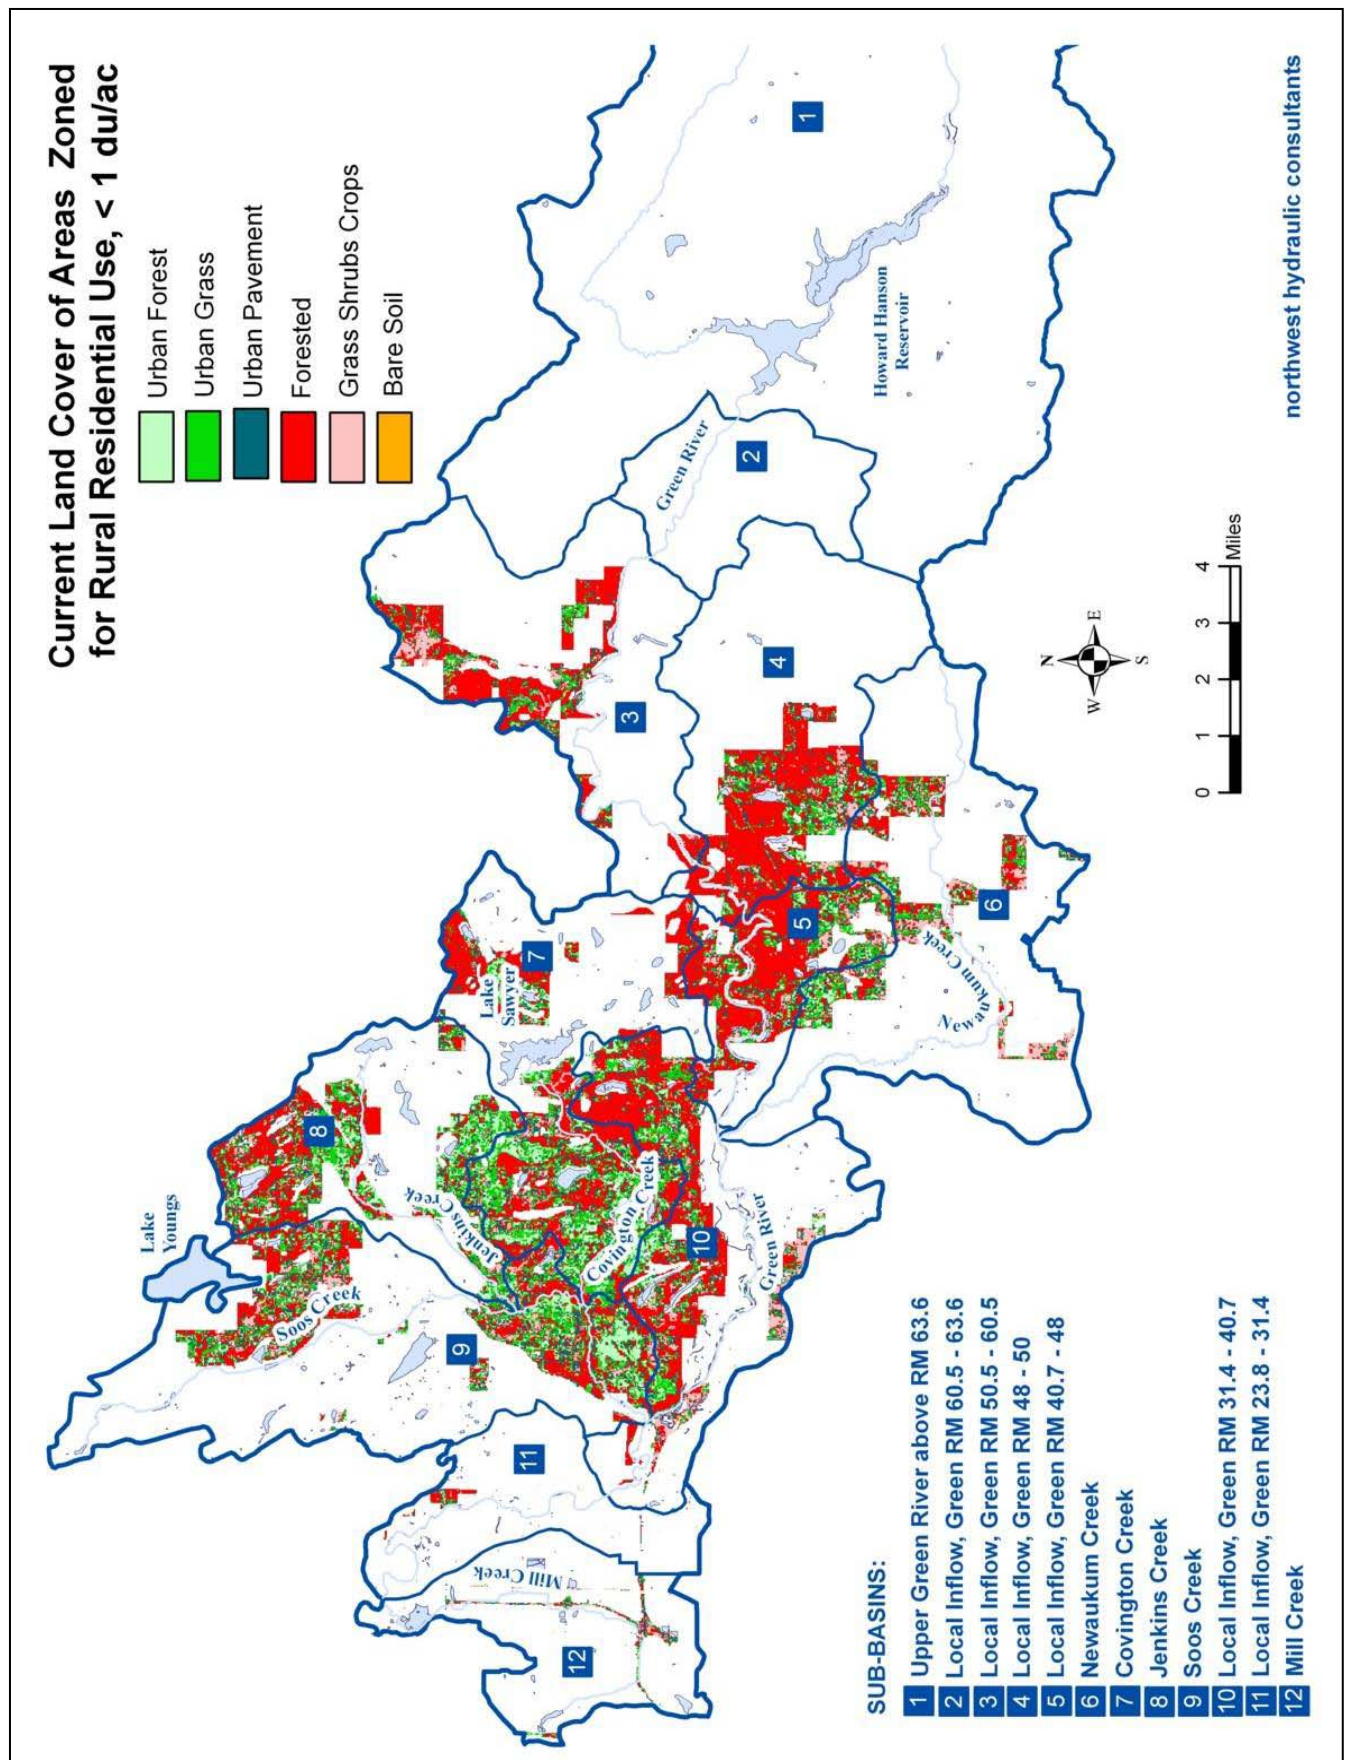 Current Land Cover of Areas Zoned
for Rural Residential Use, < 1 du/ac
Urban Forest
Urban Grass
Urban Pavement
Forested
Grass Shrubs Crops
Bare Soil
Lake
Youngs
Soos Creek
Jenkins Creek
Covington Creek
Lake
Sawyer
Green River
Green River
Newaukum Creek
Mill Creek
Howard Hanson
Reservoir
1
2
3
4
5
6
7
8
9
10
11
12
N
W
E
S
0 1 2 3 4
Miles
SUB-BASINS:
1 Upper Green River above RM 63.6
2 Local Inflow, Green RM 60.5 - 63.6
3 Local Inflow, Green RM 50.5 - 60.5
4 Local Inflow, Green RM 48 - 50
5 Local Inflow, Green RM 40.7 - 48
6 Newaukum Creek
7 Covington Creek
8 Jenkins Creek
9 Soos Creek
10 Local Inflow, Green RM 31.4 - 40.7
11 Local Inflow, Green RM 23.8 - 31.4
12 Mill Creek
northwest hydraulic consultants